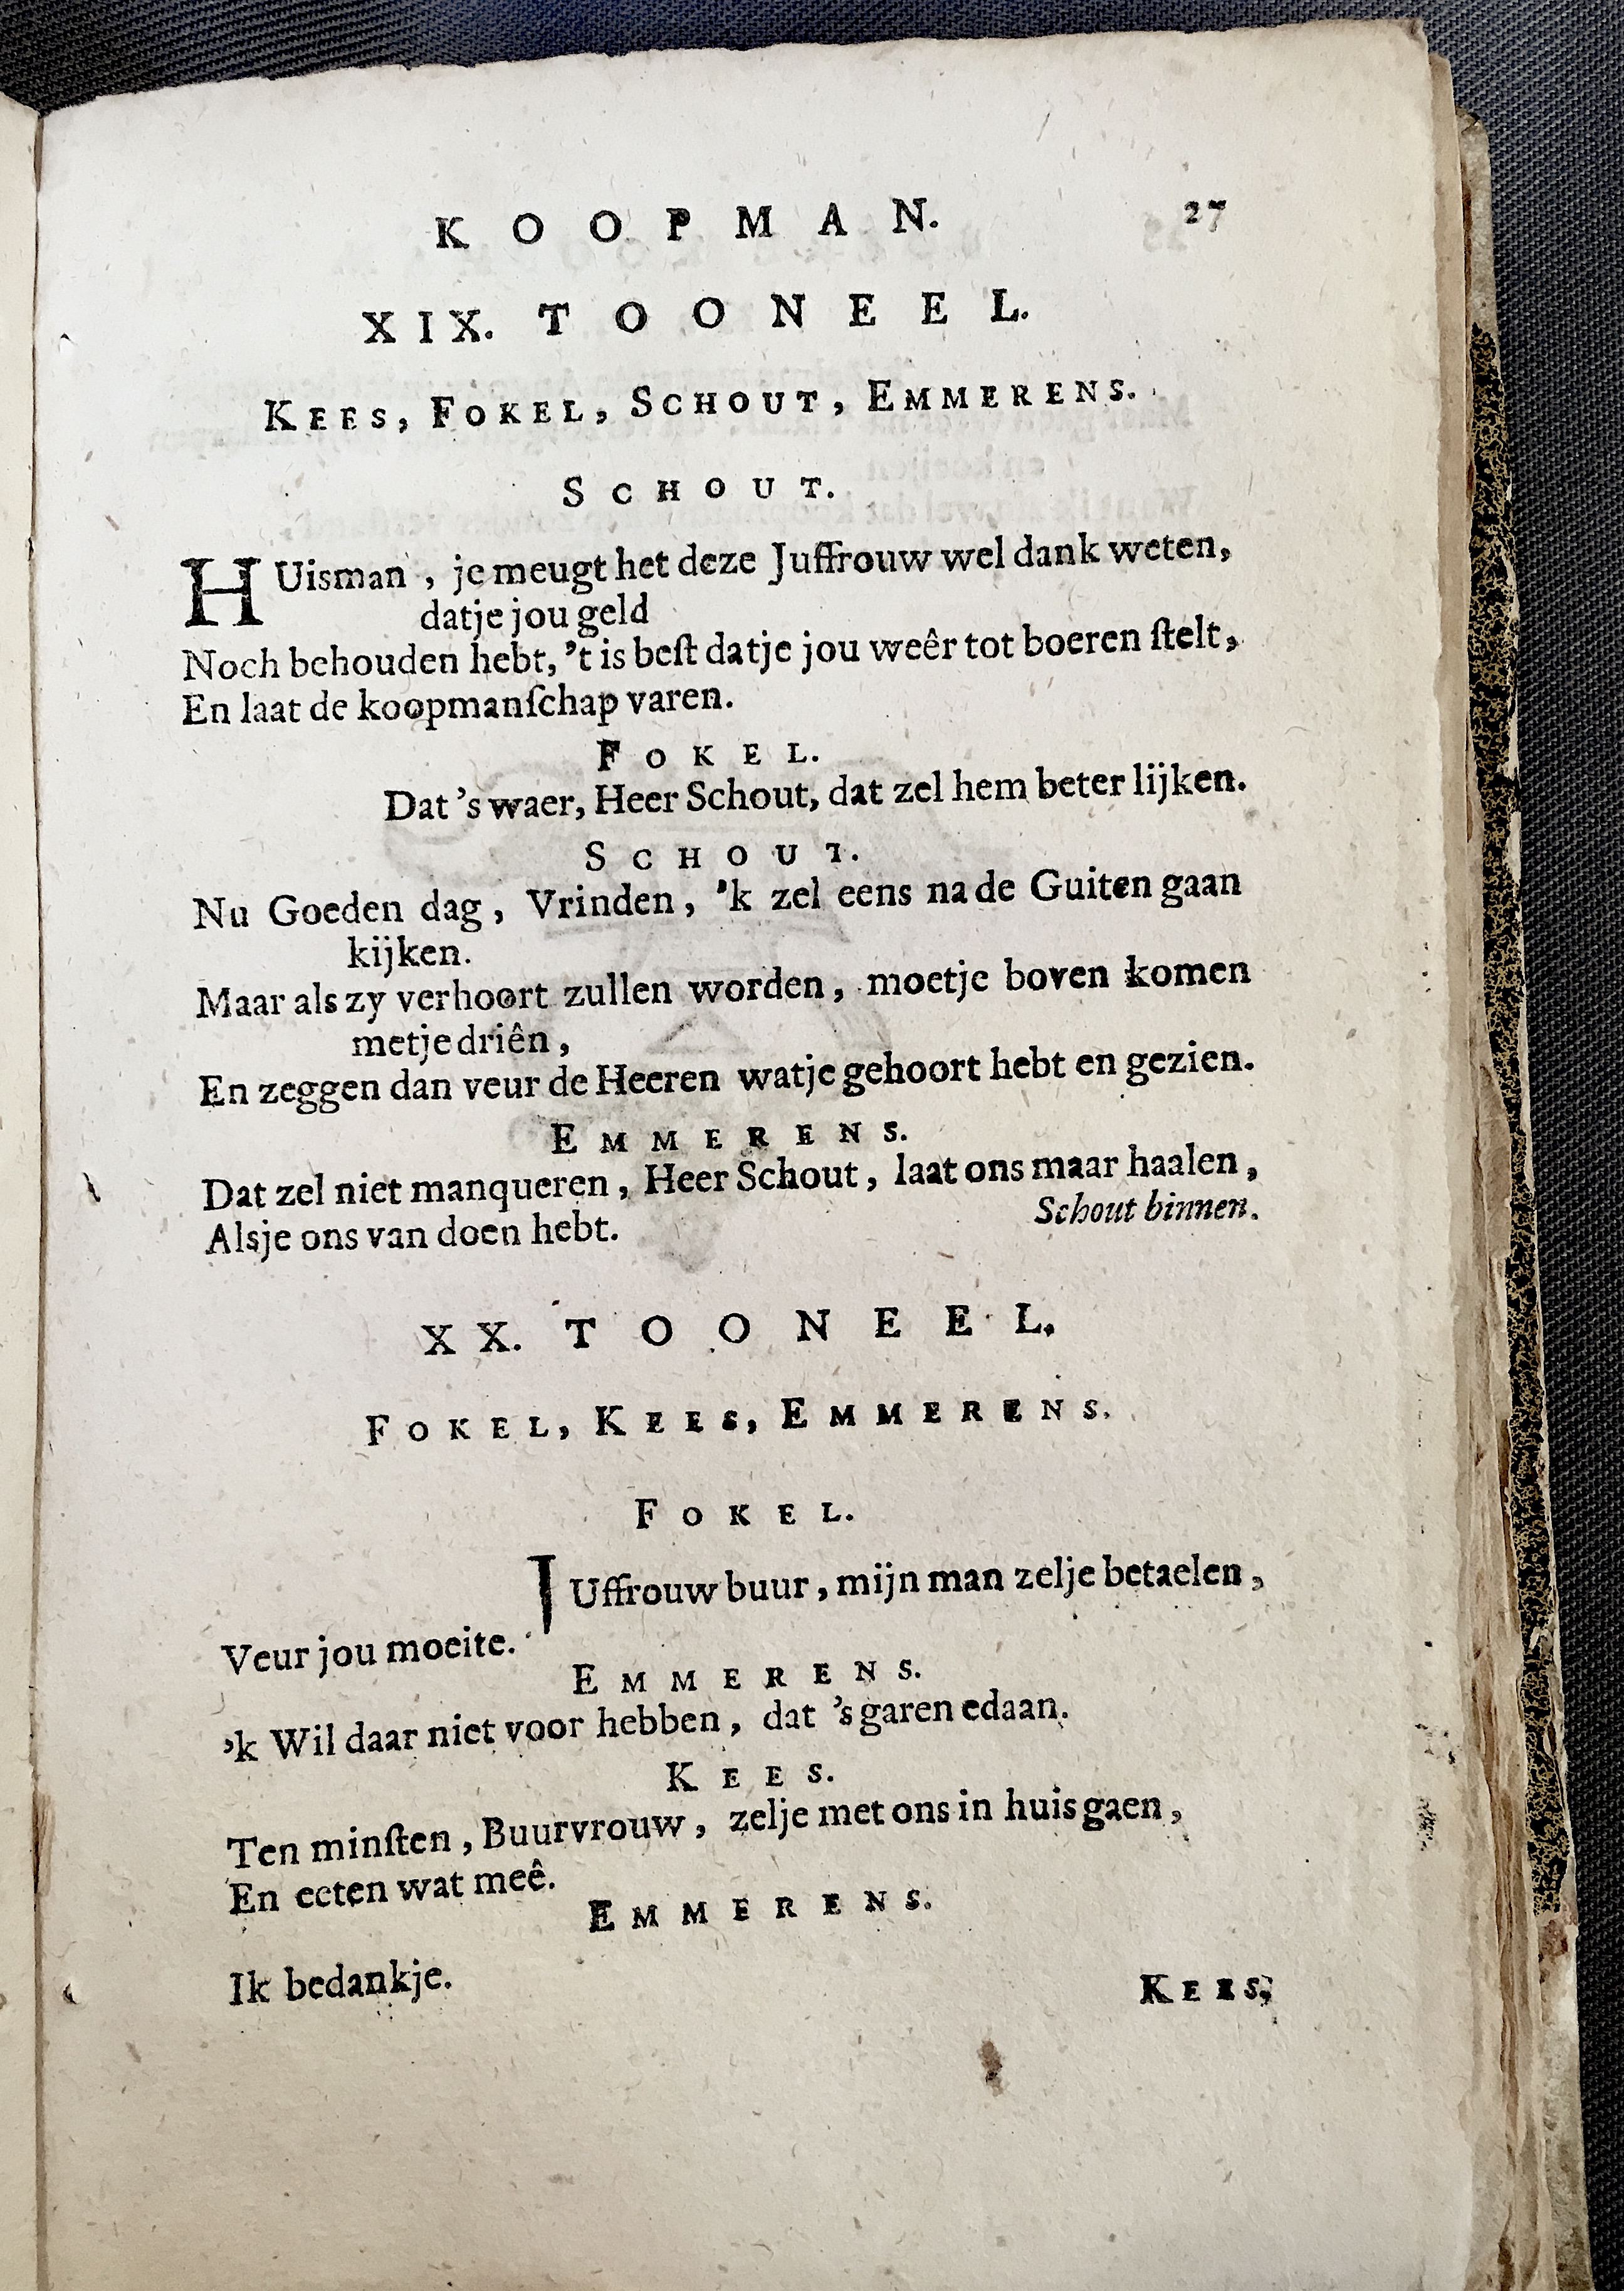 KOOPMAN. 27
XIX. TOONEEL.
KEES, FOKEL, SCHOUT, EMMERENS.
SCHOUT.
HUisman, je meugt het deze Juffrouw wel dank weten,
datje jou geld
Noch behouden hebt, 't is beſt datje jou weêr tot boeren ſtelt,
En laat de koopmanſchap varen.
FOKEL.
Dat 's waer, Heer Schout, dat zel hem beter lijken.
SCHOUT.
Nu Goeden dag, Vrinden, 'k zel eens na de Guiten gaan
kijken.
Maar als zy verhoort zullen worden, moetje boven komen
metje driên,
En zeggen dan veur de Heeren watje gehoort hebt en gezien.
EMMERENS.
Dat zel niet manqueren, Heer Schout, laat ons maar haalen,
Alsje ons van doen hebt. Schout binnen.
XX. TOONEEL.
FOKEL, KEES, EMMERENS.
FOKEL.
JUffrouw buur, mijn man zelje betaelen,
Veur jou moeite.
EMMERENS.
'k Wil daar niet voor hebben, dat 's garen edaan.
KEES.
Ten minſten, Buurvrouw, zelje met ons in huis gaen,
En eeten wat meê.
EMMERENS.
Ik bedankje.
KEES,